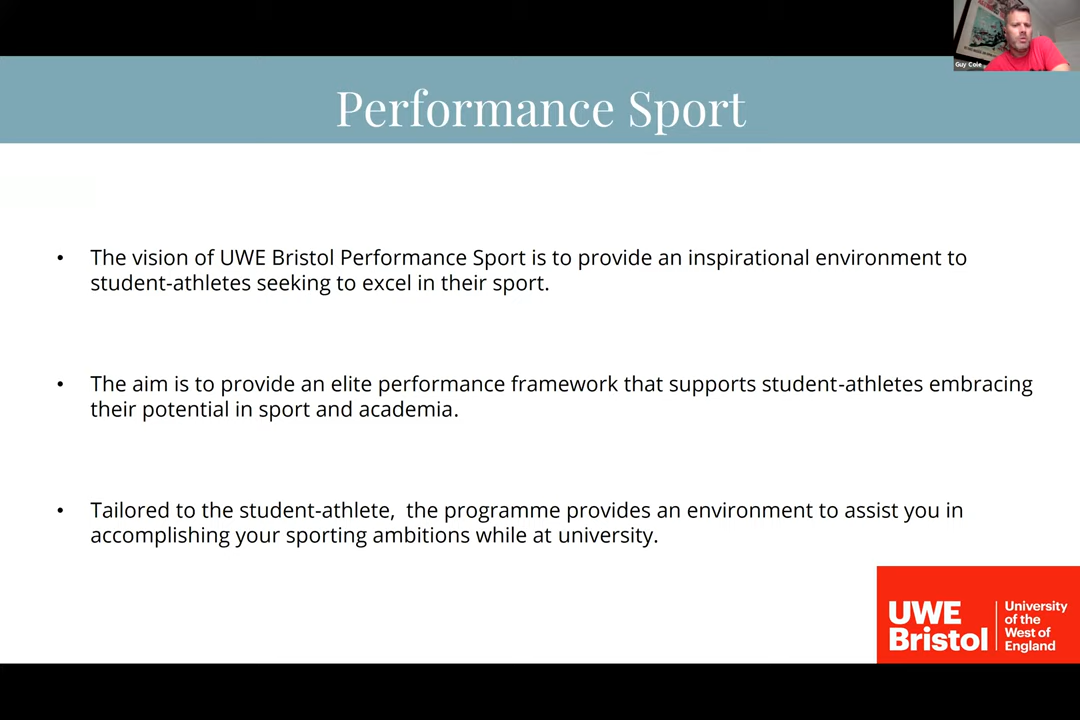 Guy Cole
Performance Sport
• The vision of UWE Bristol Performance Sport is to provide an inspirational environment to
student-athletes seeking to excel in their sport.
• The aim is to provide an elite performance framework that supports student-athletes embracing
their potential in sport and academia.
• Tailored to the student-athlete,  the programme provides an environment to assist you in
accomplishing your sporting ambitions while at university.
UWE
Bristol
University
of the
West of
England